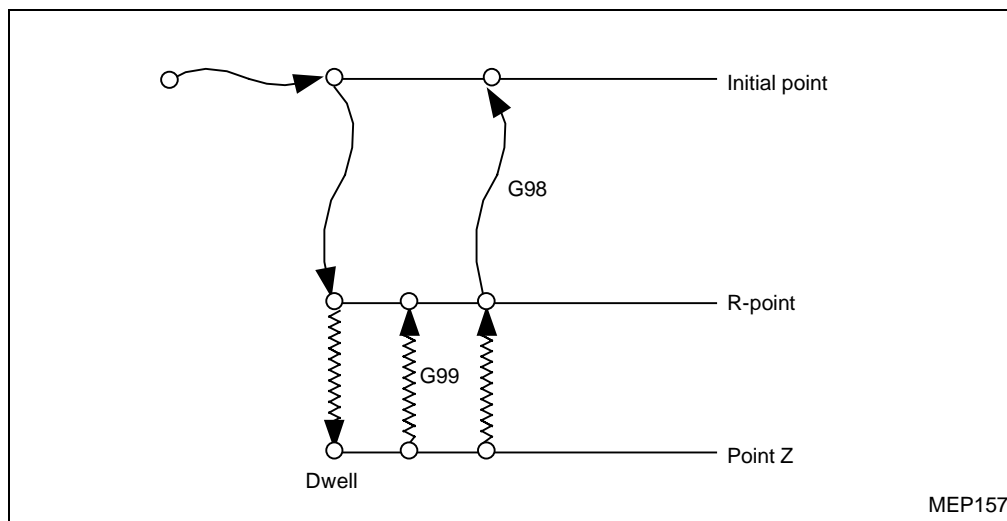 Initial point
G98
R-point
G99
Point Z
Dwell
MEP157